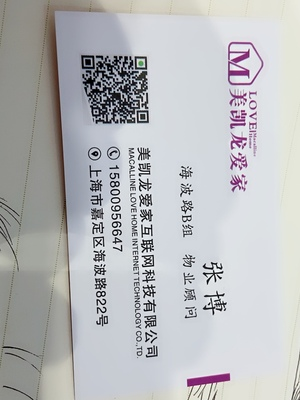 LOVE Macalline Home
M 美凯龙爱家
张 博
海波路B组 物业顾问
美凯龙爱家互联网科技有限公司
MACALLINE LOVE HOME INTERNET TECHNOLOGY CO.,TD.
15800956647
上海市嘉定区海波路822号